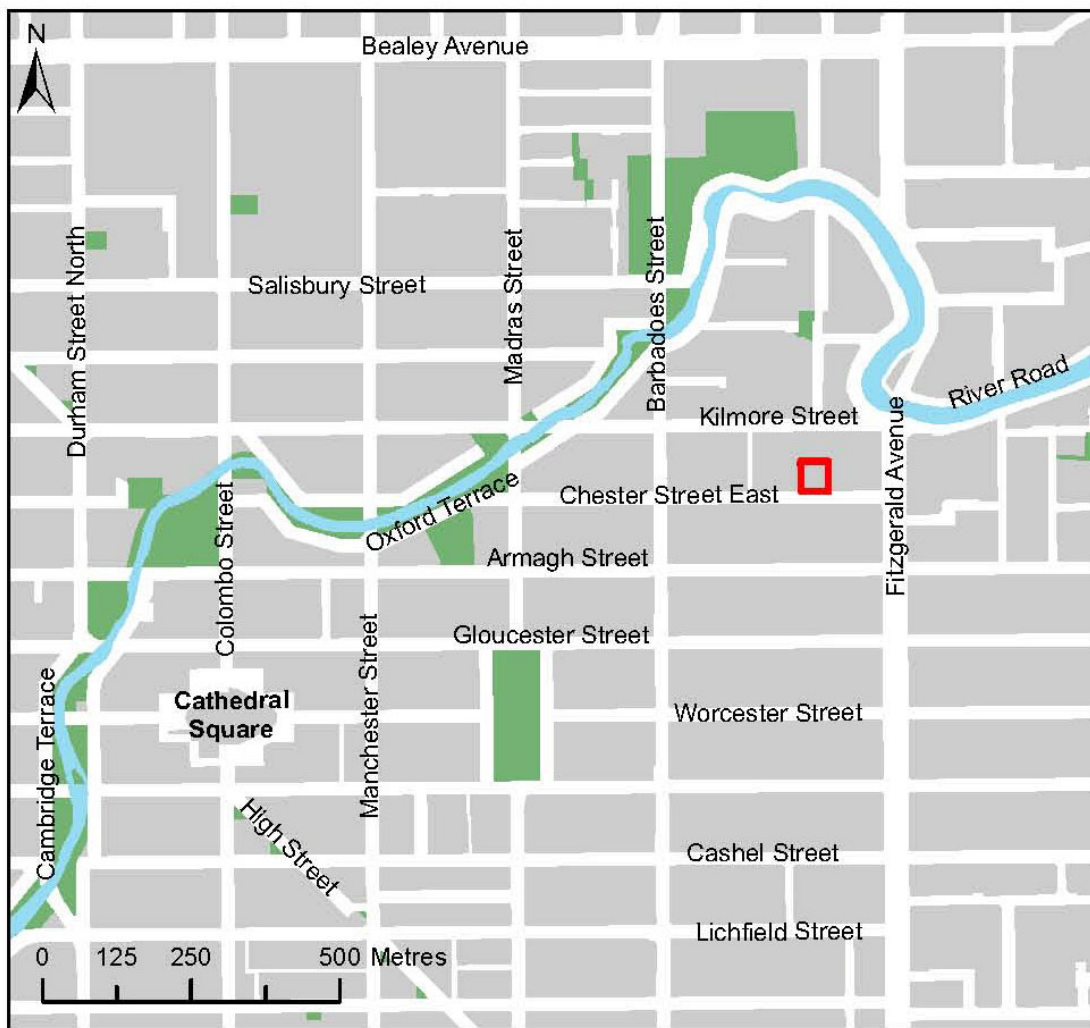 N
Bealey Avenue
Durham Street North
Salisbury Street
Madras Street
Barbadoes Street
Kilmore Street
River Road
Fitzgerald Avenue
Colombo Street
Oxford Terrace
Chester Street East
Armagh Street
Gloucester Street
Cambridge Terrace
Cathedral
Square
Manchester Street
Worcester Street
High Street
Cashel Street
Lichfield Street
0 125 250 500 Metres